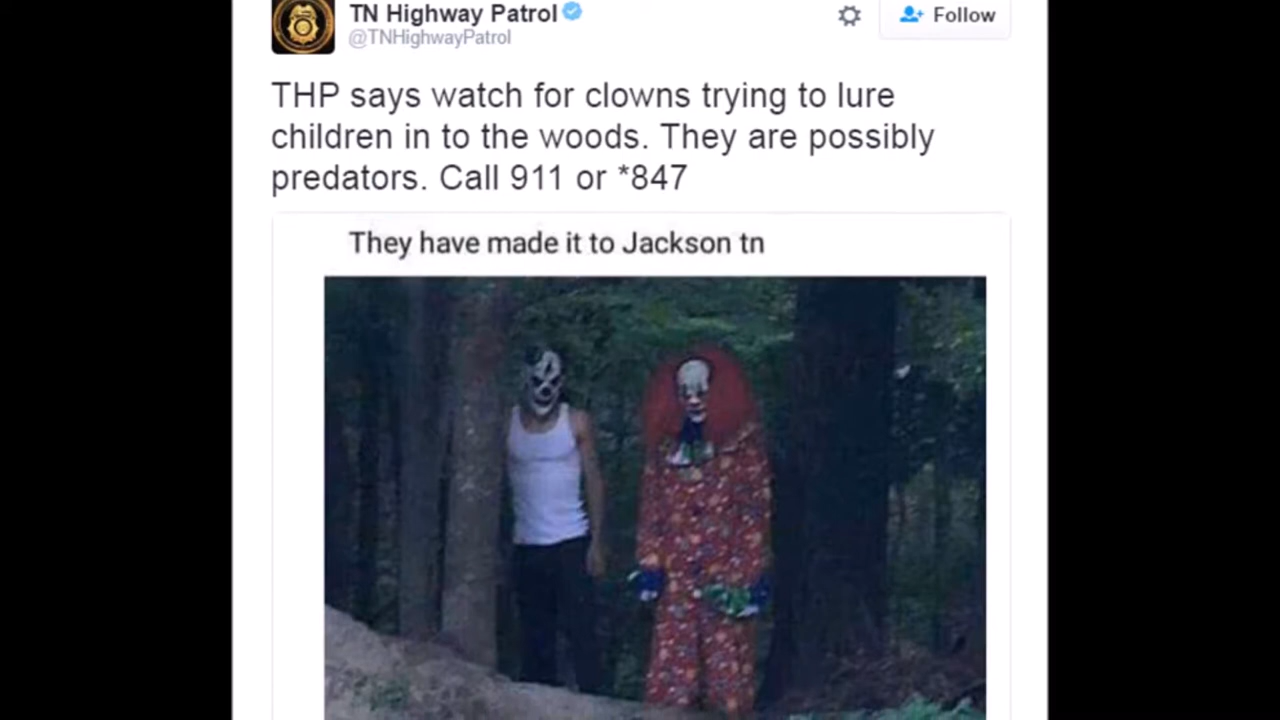 TN Highway Patrol
@TNHighwayPatrol
Follow
THP says watch for clowns trying to lure
children in to the woods. They are possibly
predators. Call 911 or *847
They have made it to Jackson tn